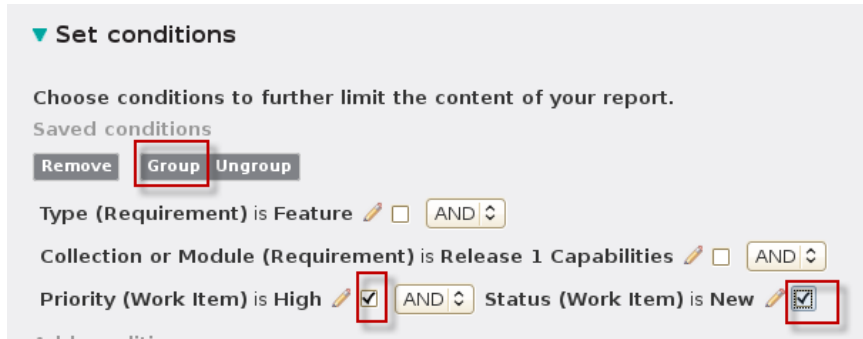 Set conditions
Choose conditions to further limit the content of your report.
Saved conditions
Remove Group Ungroup
Type (Requirement) is Feature AND
Collection or Module (Requirement) is Release 1 Capabilities AND
Priority (Work Item) is High AND Status (Work Item) is New